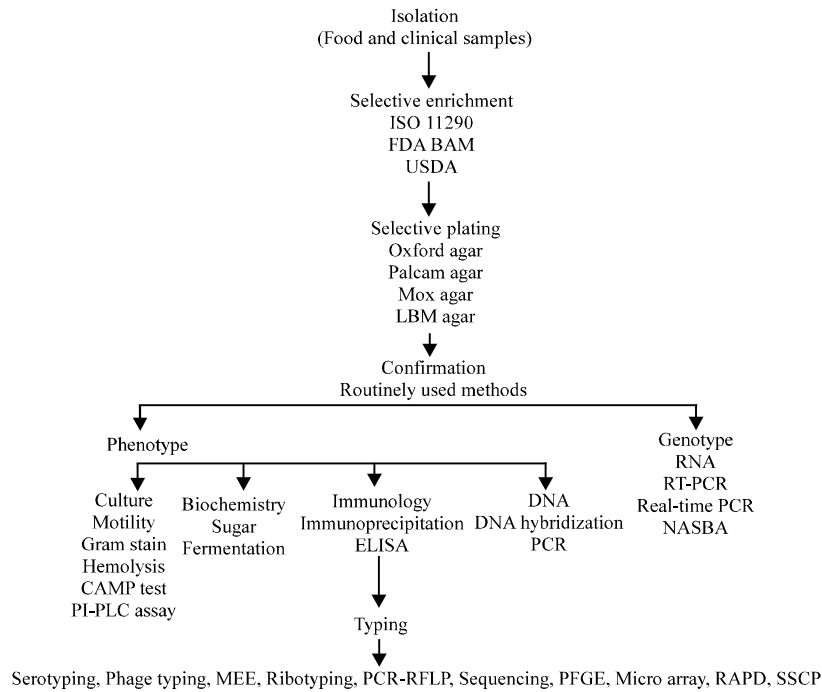 Isolation
(Food and clinical samples)
Selective enrichment
ISO 11290
FDA BAM
USDA
Selective plating
Oxford agar
Palcam agar
Mox agar
LBM agar
Confirmation
Routinely used methods
Phenotype
Genotype
RNA
RT-PCR
Real-time PCR
NASBA
Culture
Motility
Gram stain
Hemolysis
CAMP test
PI-PLC assay
Biochemistry
Sugar
Fermentation
Immunology
Immunoprecipitation
ELISA
DNA
DNA hybridization
PCR
Typing
Serotyping, Phage typing, MEE, Ribotyping, PCR-RFLP, Sequencing, PFGE, Micro array, RAPD, SSCP